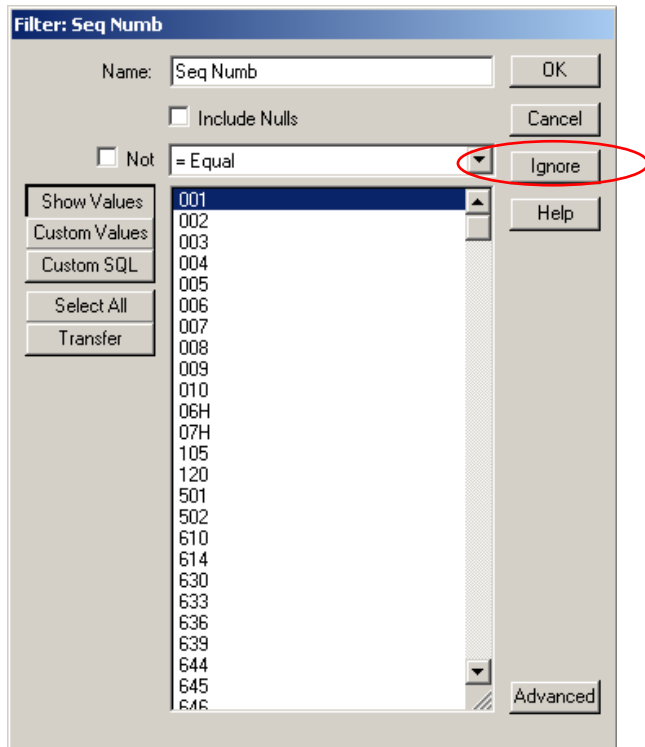 Filter: Seq Numb
Name: Seq Numb OK
Include Nulls Cancel
Not = Equal Ignore
Show Values
Custom Values
Custom SQL
Select All
Transfer
001
002
003
004
005
006
007
008
009
010
06H
07H
105
120
501
502
610
614
630
633
636
639
644
645
646
Help
Advanced